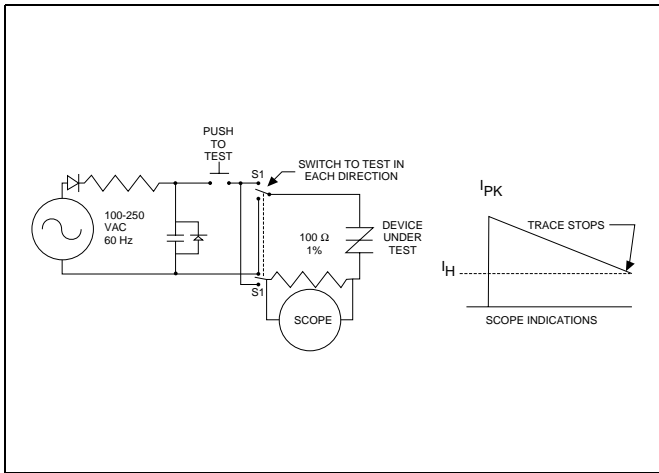 PUSH
TO
TEST
S1
SWITCH TO TEST IN
EACH DIRECTION
100-250
VAC
60 Hz
100 Ω
1%
DEVICE
UNDER
TEST
S1
SCOPE
IPK
TRACE STOPS
IH
SCOPE INDICATIONS